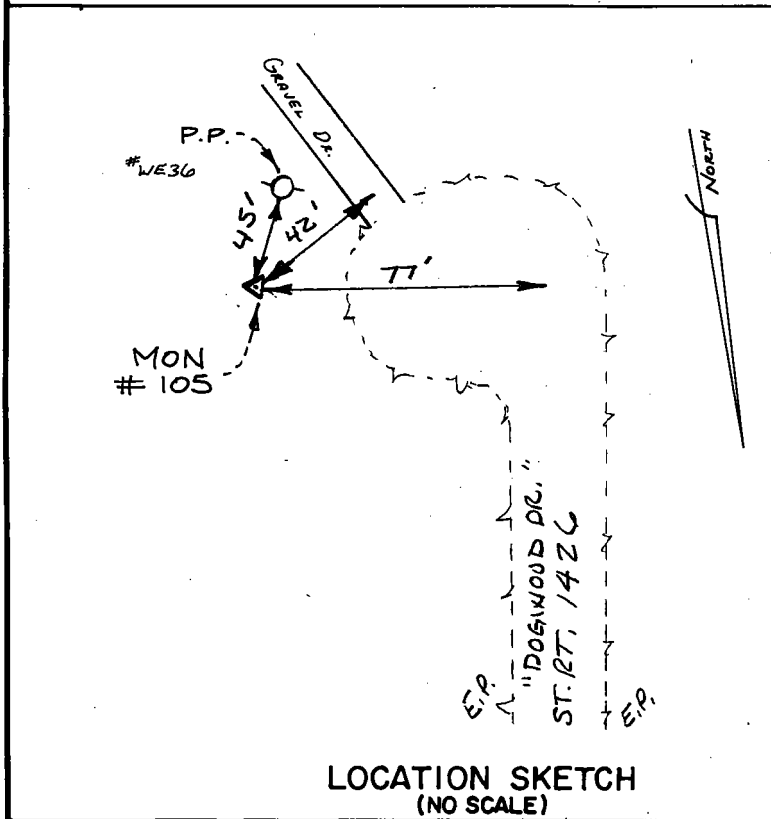 GRAVEL DR.
P.P.
#WE36
NORTH
45'
42'
77'
MON
# 105
"DOGWOOD DR."
ST. RT. 1426
E.P.
E.P.
LOCATION SKETCH
(NO SCALE)